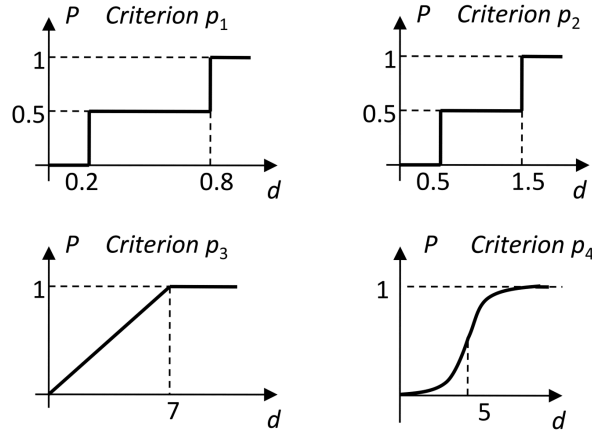 P Criterion p₁
1
0.5
0.2 0.8 d
P Criterion p₂
1
0.5
0.5 1.5 d
P Criterion p₃
1
7 d
P Criterion p₄
1
5 d